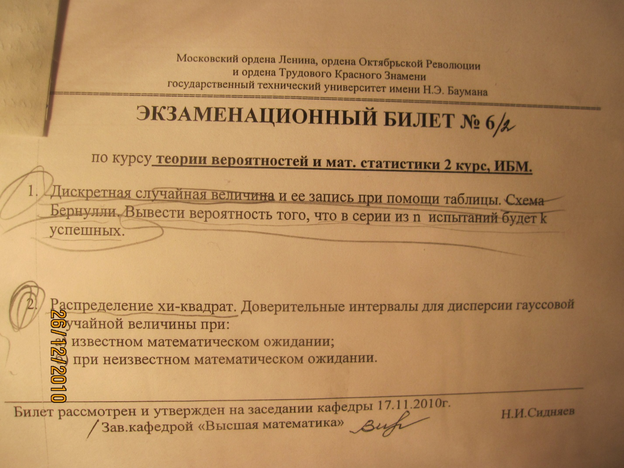 Московский ордена Ленина, ордена Октябрьской Революции
и ордена Трудового Красного Знамени
государственный технический университет имени Н.Э. Баумана
ЭКЗАМЕНАЦИОННЫЙ БИЛЕТ № 6/2
по курсу теории вероятностей и мат. статистики 2 курс, ИБМ.
1. Дискретная случайная величина и ее запись при помощи таблицы. Схема
Бернулли. Вывести вероятность того, что в серии из n испытаний будет k
успешных.
2. Распределение хи-квадрат. Доверительные интервалы для дисперсии гауссовой
случайной величины при:
известном математическом ожидании;
при неизвестном математическом ожидании.
Билет рассмотрен и утвержден на заседании кафедры 17.11.2010г.
Н.И.Сидняев
/ Зав.кафедрой «Высшая математика»
26/12/2010